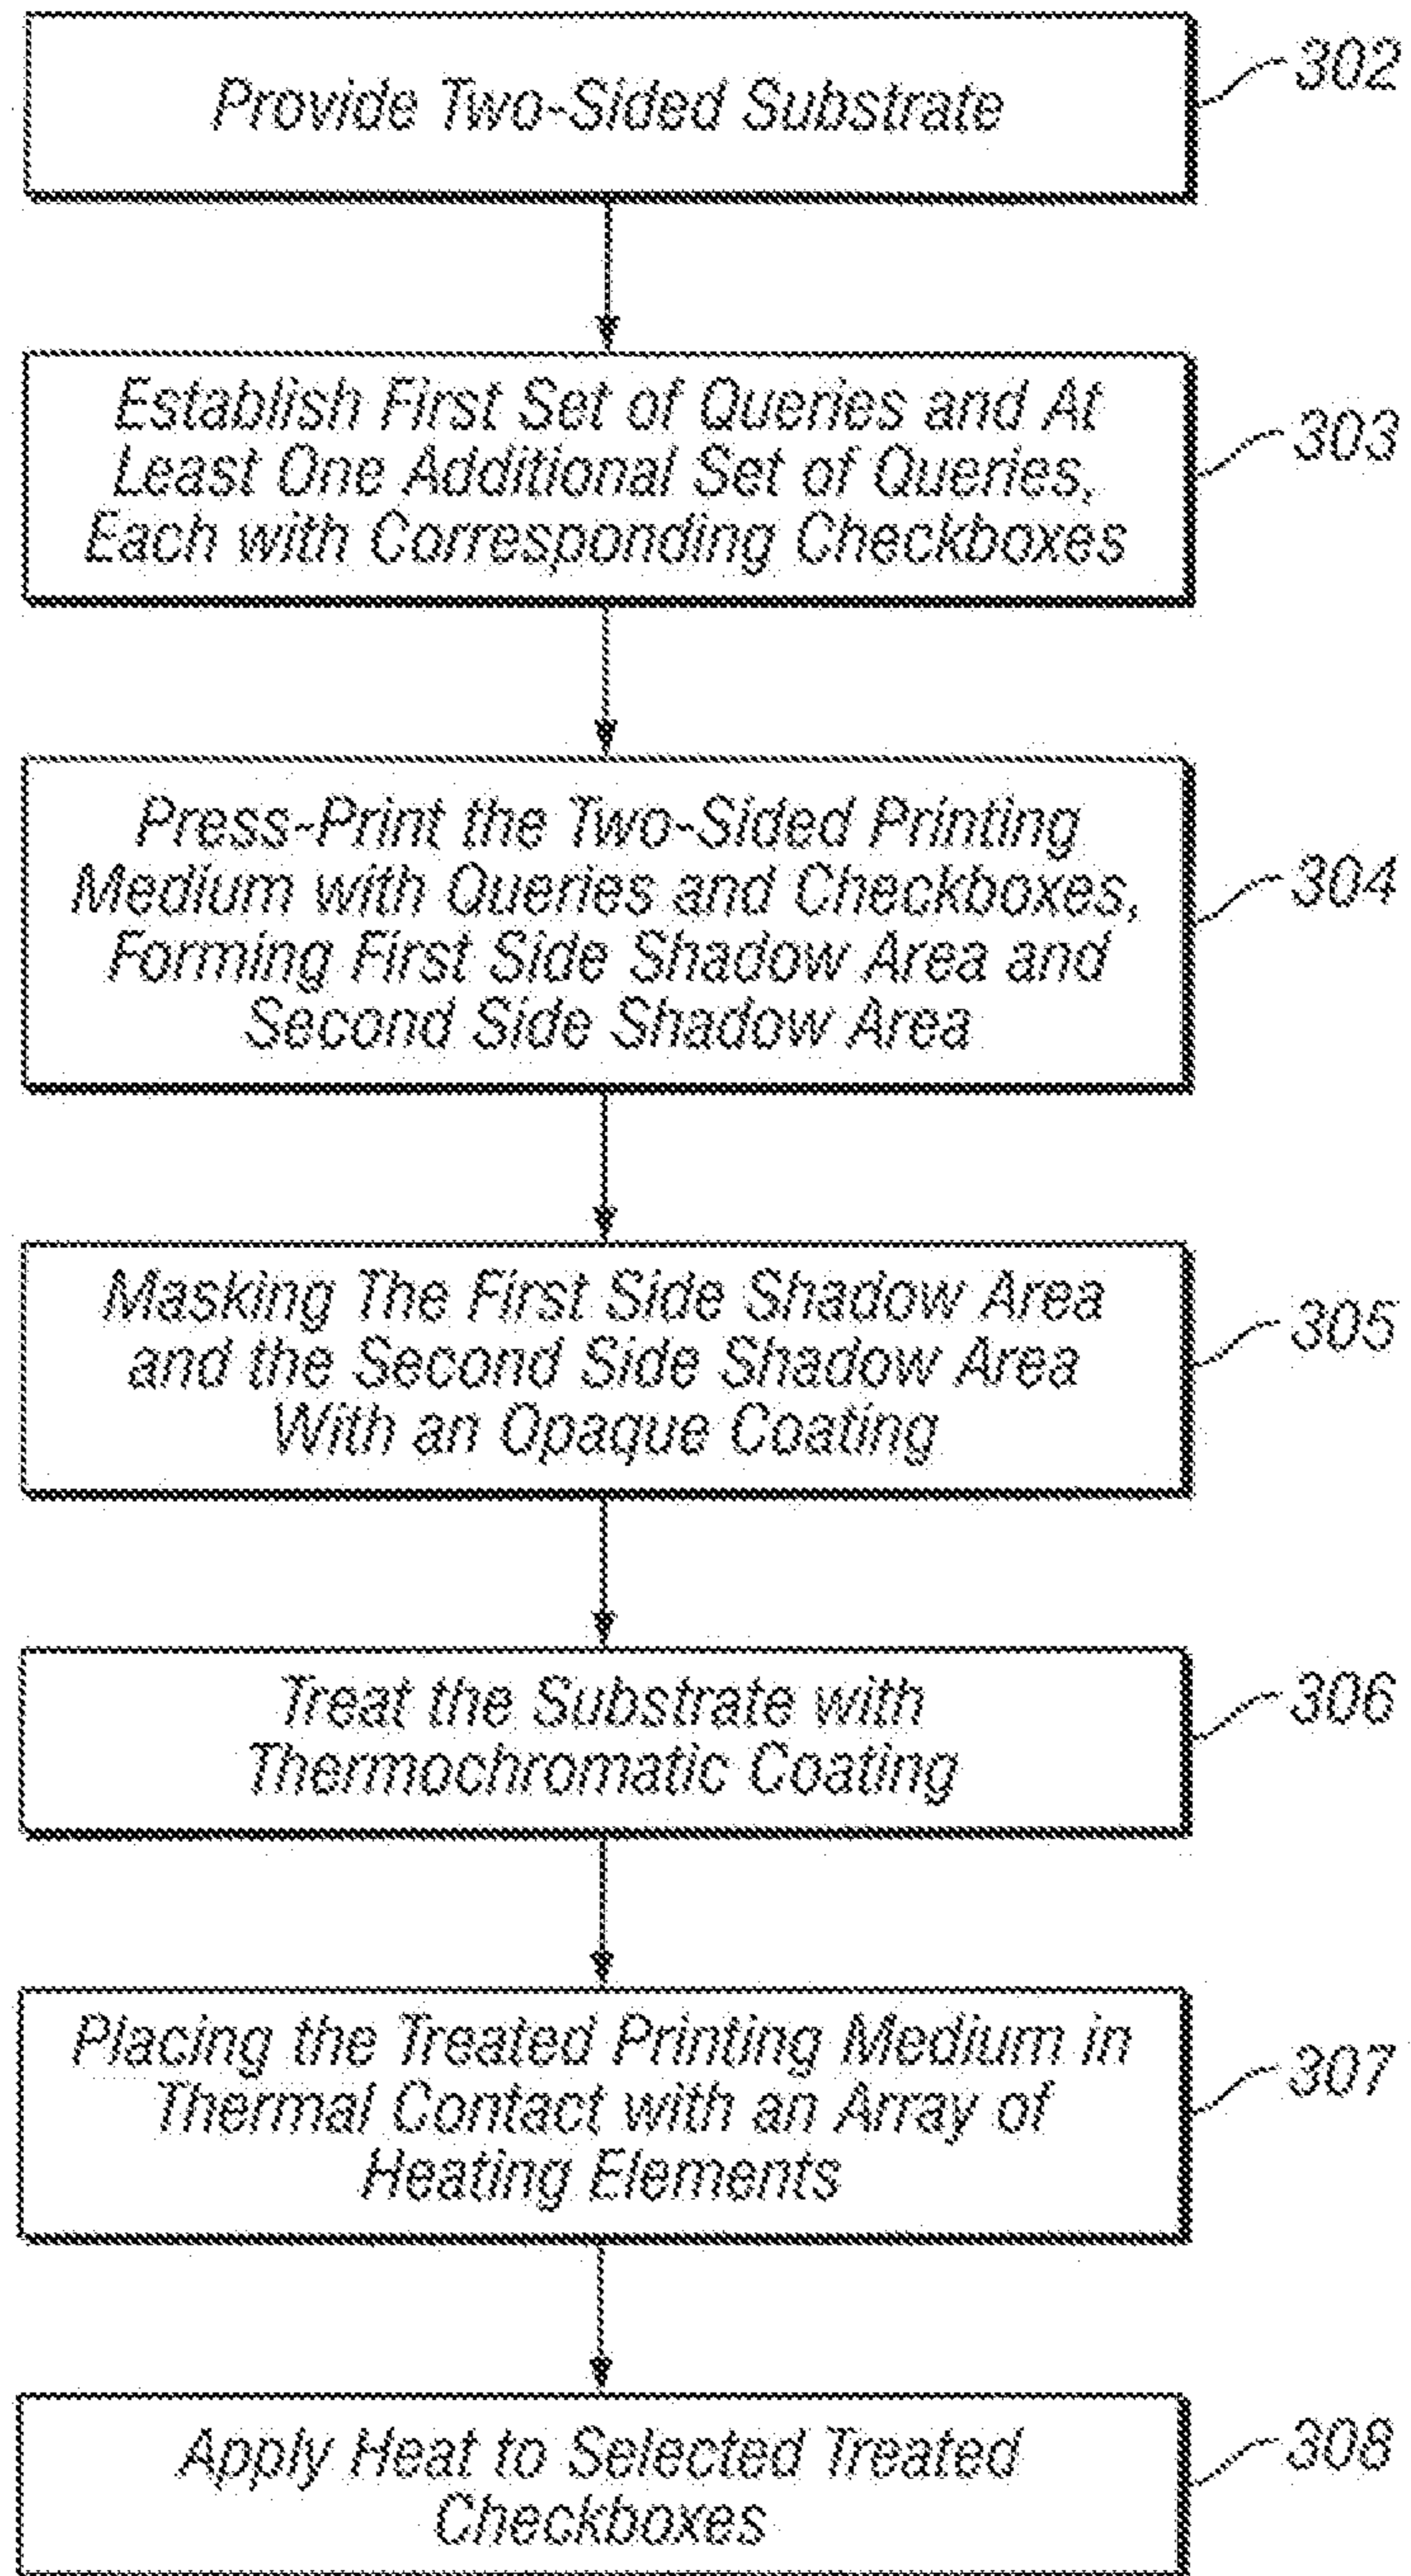 Provide Two-Sided Substrate
302
Establish First Set of Queries and At
Least One Additional Set of Queries,
Each with Corresponding Checkboxes
303
Press-Print the Two-Sided Printing
Medium with Queries and Checkboxes,
Forming First Side Shadow Area and
Second Side Shadow Area
304
Masking The First Side Shadow Area
and the Second Side Shadow Area
With an Opaque Coating
305
Treat the Substrate with
Thermochromatic Coating
306
Placing the Treated Printing Medium in
Thermal Contact with an Array of
Heating Elements
307
Apply Heat to Selected Treated
Checkboxes
308